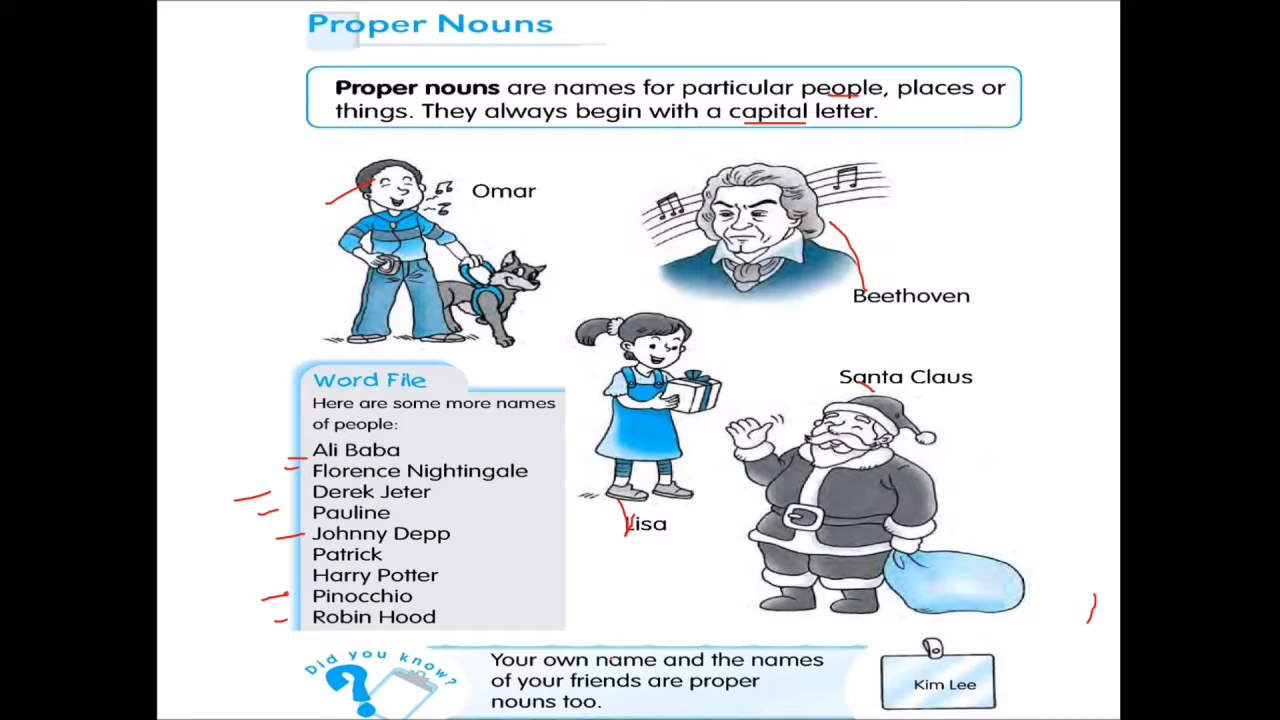 Proper Nouns
Proper nouns are names for particular people, places or
things. They always begin with a capital letter.
Omar
Beethoven
Santa Claus
Lisa
Word File
Here are some more names
of people:
Ali Baba
Florence Nightingale
Derek Jeter
Pauline
Johnny Depp
Patrick
Harry Potter
Pinocchio
Robin Hood
Did you know?
Your own name and the names
of your friends are proper
nouns too.
Kim Lee